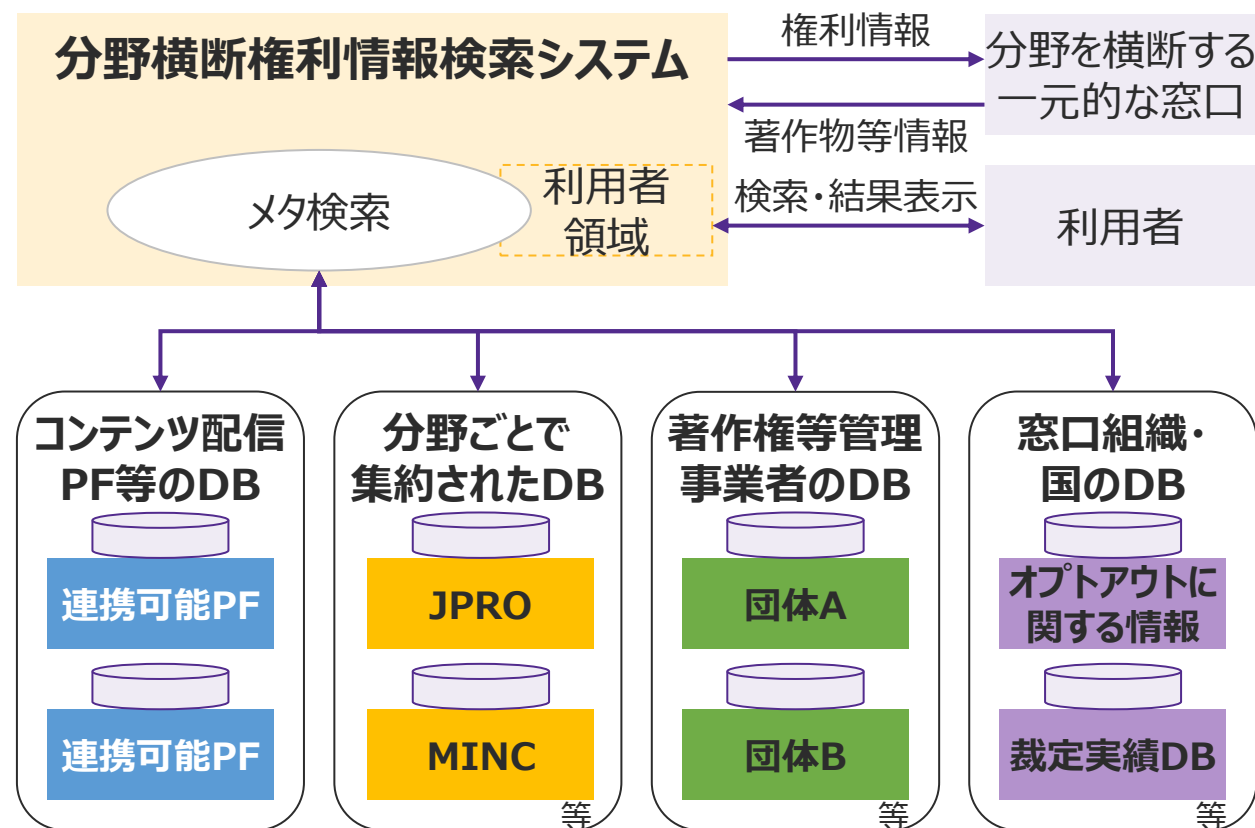 分野横断権利情報検索システム
権利情報
分野を横断する
一元的な窓口
著作物等情報
メタ検索
利用者
領域
検索・結果表示
利用者
コンテンツ配信
PF等のDB
連携可能PF
連携可能PF
分野ごとで
集約されたDB
JPRO
MINC
等
著作権等管理
事業者のDB
団体A
団体B
等
窓口組織・
国のDB
オプトアウトに
関する情報
裁定実績DB
等